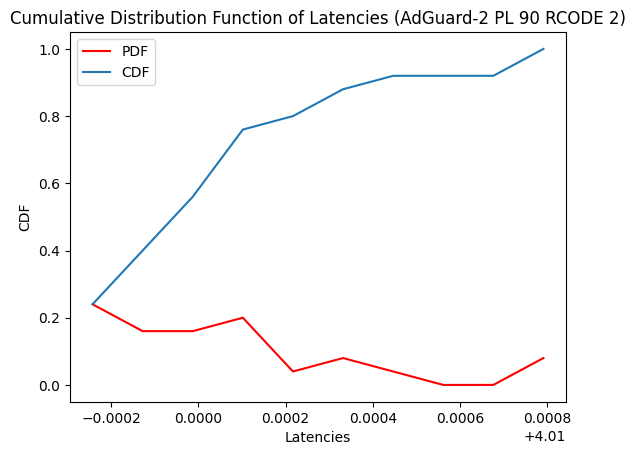 Cumulative Distribution Function of Latencies (AdGuard-2 PL 90 RCODE 2)
PDF
CDF
1.0
0.8
0.6
0.4
0.2
0.0
CDF
−0.0002
0.0000
0.0002
0.0004
0.0006
0.0008
+4.01
Latencies